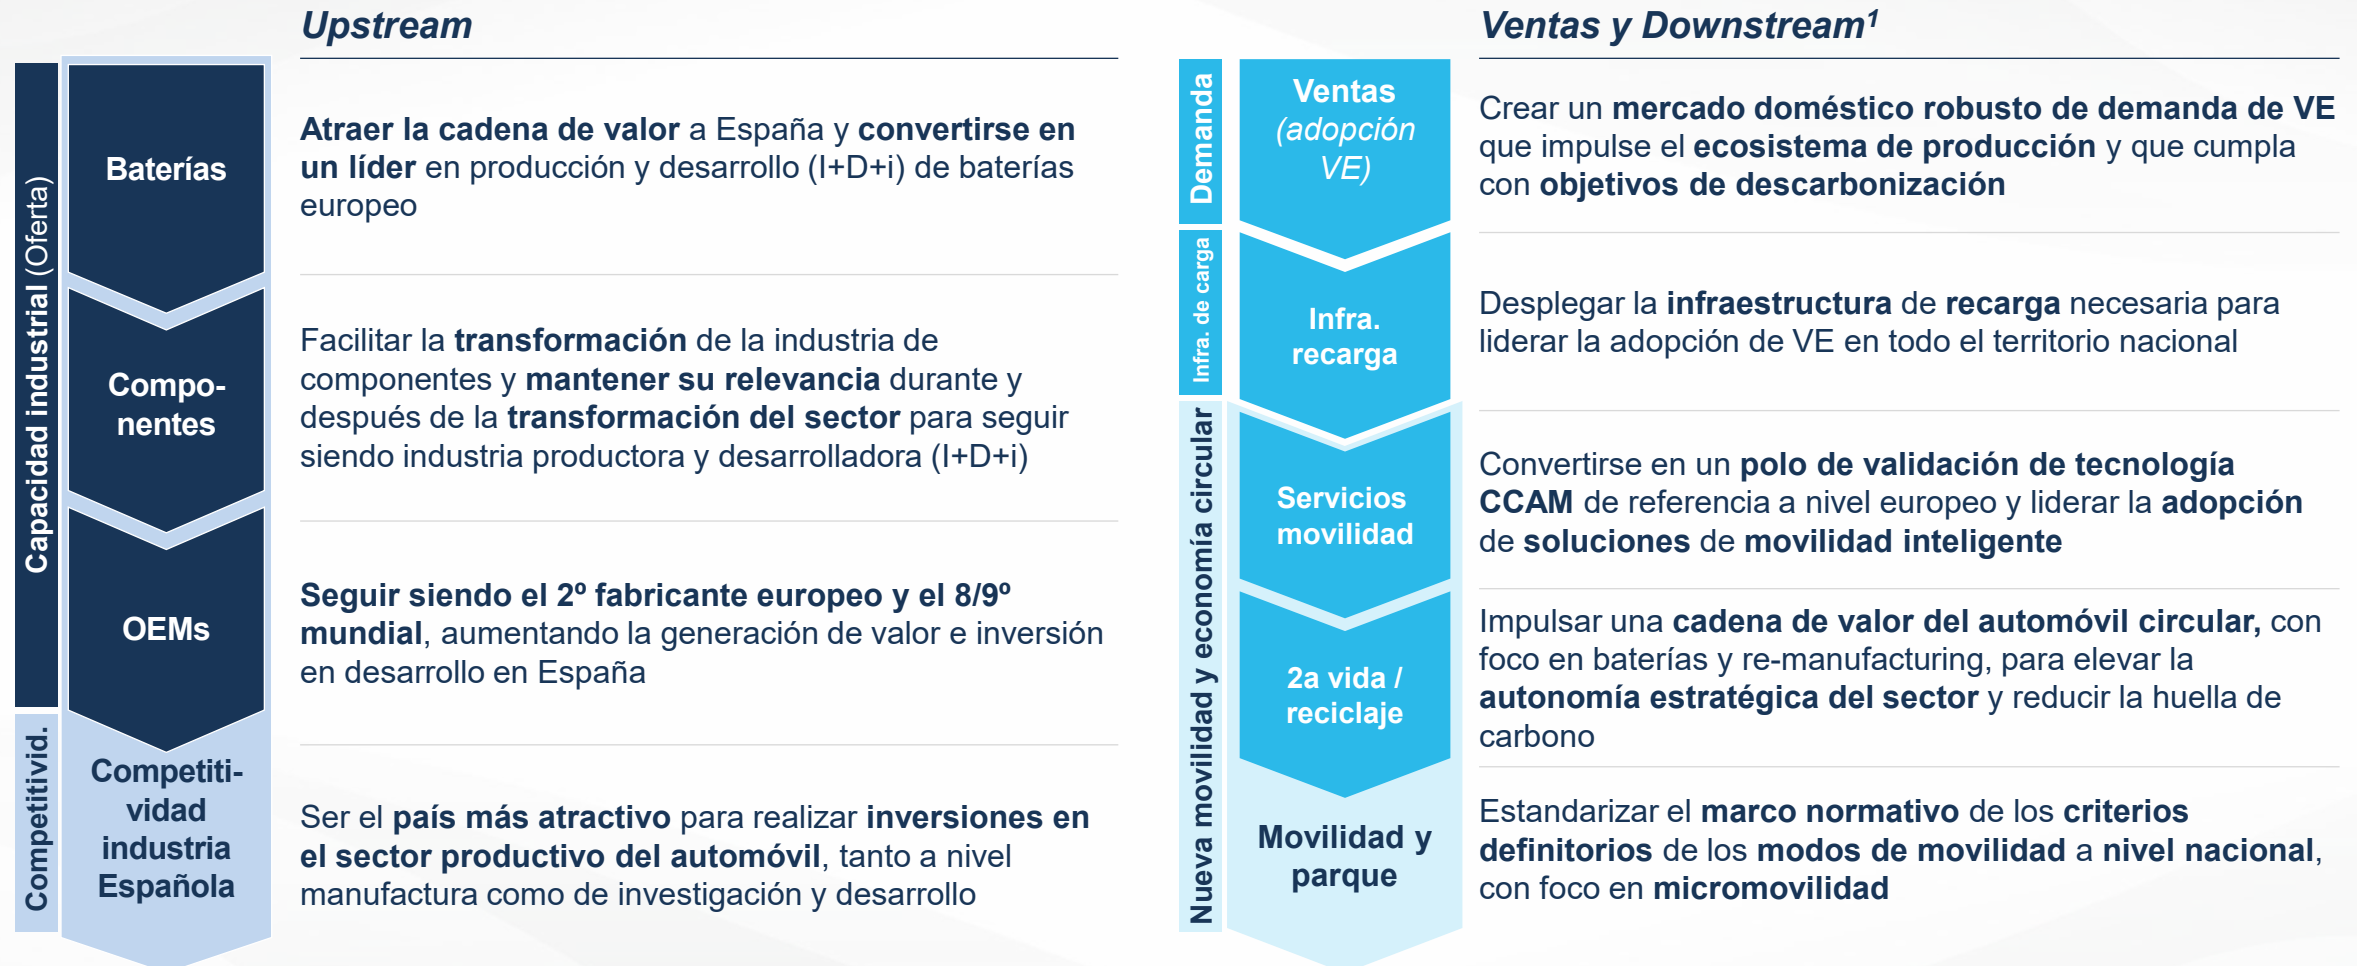 Upstream
Capacidad industrial (Oferta)
Baterías
Atraer la cadena de valor a España y convertirse en
un líder en producción y desarrollo (I+D+i) de baterías
europeo
Compo-
nentes
Facilitar la transformación de la industria de
componentes y mantener su relevancia durante y
después de la transformación del sector para seguir
siendo industria productora y desarrolladora (I+D+i)
OEMs
Seguir siendo el 2º fabricante europeo y el 8/9º
mundial, aumentando la generación de valor e inversión
en desarrollo en España
Competitivid.
Competiti-
vidad
industria
Española
Ser el país más atractivo para realizar inversiones en
el sector productivo del automóvil, tanto a nivel
manufactura como de investigación y desarrollo
Ventas y Downstream¹
Demanda
Ventas
(adopción
VE)
Crear un mercado doméstico robusto de demanda de VE
que impulse el ecosistema de producción y que cumpla
con objetivos de descarbonización
Infra. de carga
Infra.
recarga
Desplegar la infraestructura de recarga necesaria para
liderar la adopción de VE en todo el territorio nacional
Nueva movilidad y economía circular
Servicios
movilidad
Convertirse en un polo de validación de tecnología
CCAM de referencia a nivel europeo y liderar la adopción
de soluciones de movilidad inteligente
2a vida /
reciclaje
Impulsar una cadena de valor del automóvil circular, con
foco en baterías y re-manufacturing, para elevar la
autonomía estratégica del sector y reducir la huella de
carbono
Movilidad y
parque
Estandarizar el marco normativo de los criterios
definitorios de los modos de movilidad a nivel nacional,
con foco en micromovilidad